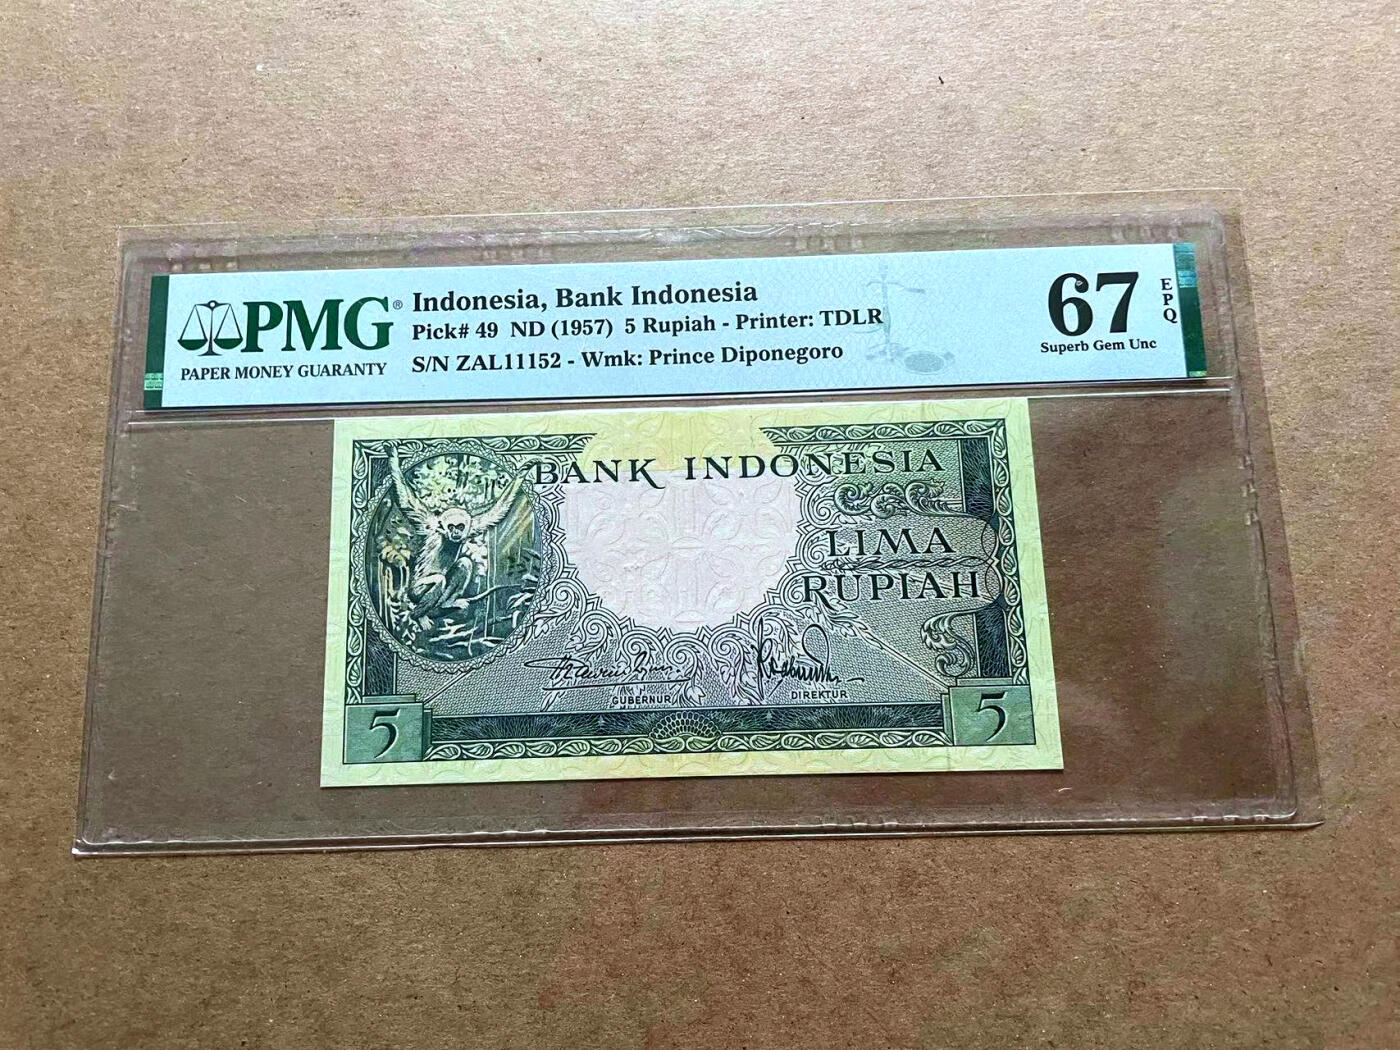 PMG®
PAPER MONEY GUARANTY
Indonesia, Bank Indonesia
Pick# 49 ND (1957) 5 Rupiah - Printer: TDLR
S/N ZAL11152 - Wmk: Prince Diponegoro
67
EPQ
Superb Gem Unc
BANK INDONESIA
LIMA
RUPIAH
GUBERNUR
DIREKTUR
5
5